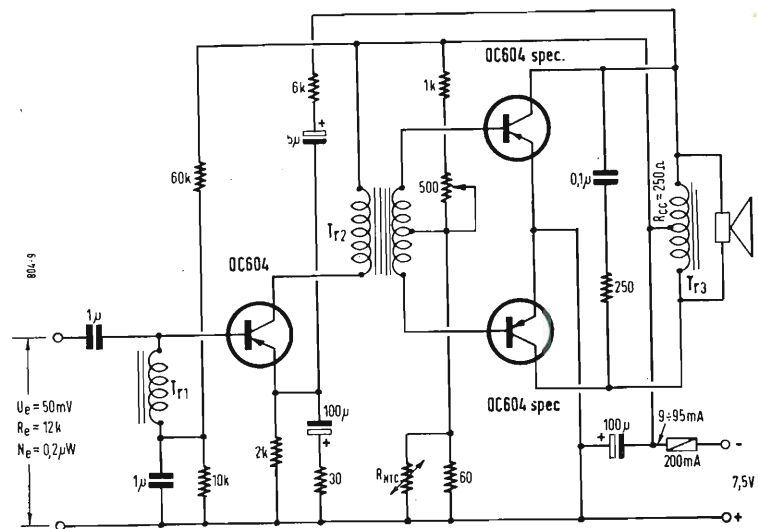 OC604 spec.
6k
1k
+
5µ
60k
500
0,1µ
Rcc = 250Ω
Tr2
OC604
804-9
250
Tr3
1µ
Tr1
OC604 spec
Ue = 50mV
Re = 12k
Ne = 0,2µW
100µ
+
2k
100µ
+
9÷95mA
-
200mA
1µ
10k
30
RNTC
60
7,5V
+